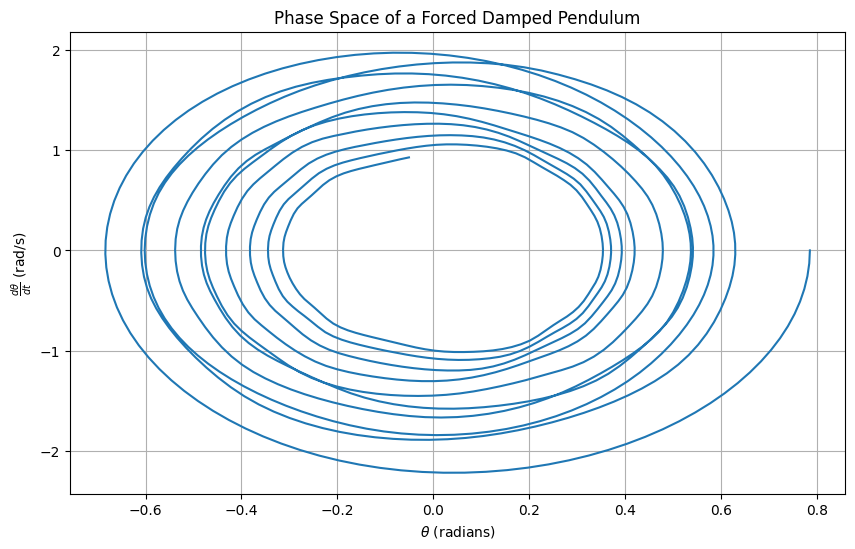 Phase Space of a Forced Damped Pendulum
2
1
0
−1
−2
dθ/dt (rad/s)
−0.6 −0.4 −0.2 0.0 0.2 0.4 0.6 0.8
θ (radians)